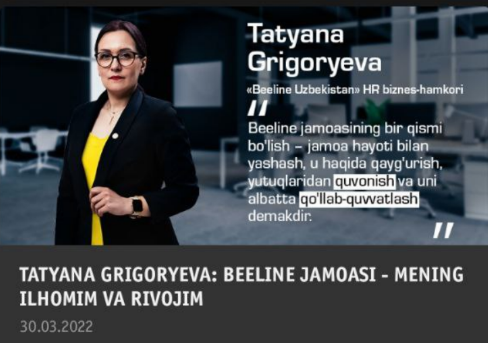 Tatyana
Grigoryeva
«Beeline Uzbekistan» HR biznes-hamkori
"
Beeline jamoasining bir qismi
bo'lish – jamoa hayoti bilan
yashash, u haqida qayg'urish,
yutuqlaridan quvonish va uni
albatta qo'llab-quvvatlash
demakdir.
"
TATYANA GRIGORYEVA: BEELINE JAMOASI - MENING
ILHOMIM VA RIVOJIM
30.03.2022